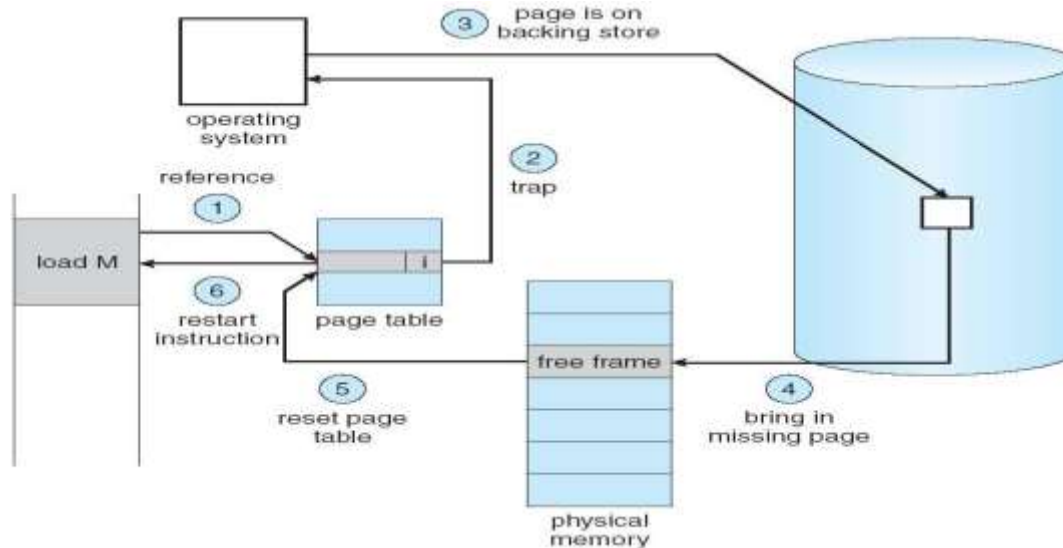 3
page is on
backing store
operating
system
2
trap
reference
1
load M
i
6
restart
instruction
page table
free frame
5
reset page
table
4
bring in
missing page
physical
memory